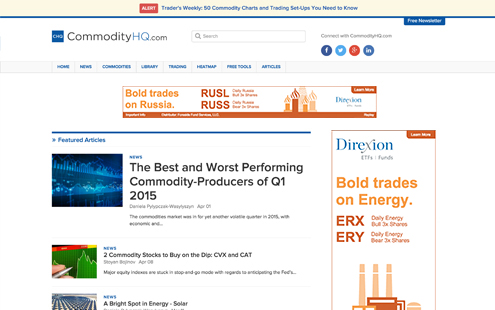 ALERT Trader's Weekly: 50 Commodity Charts and Trading Set-Ups You Need to Know
Free Newsletter
CHQ CommodityHQ.com
Search
Connect with CommodityHQ.com
HOME NEWS COMMODITIES LIBRARY TRADING HEATMAP FREE TOOLS ARTICLES
Learn More
Bold trades on Russia.
RUSL Daily Russia Bull 3x Shares
RUSS Daily Russia Bear 3x Shares
Direxion
ETFs Funds
Important Info Distributor: Foreside Fund Services, LLC. Replay
» Featured Articles
NEWS
The Best and Worst Performing
Commodity-Producers of Q1
2015
Daniela Pylypczak-Wasylyszyn Apr 01
The commodities market was in for yet another volatile quarter in 2015, with
economic and...
NEWS
2 Commodity Stocks to Buy on the Dip: CVX and CAT
Stoyan Bojinov Apr 08
Major equity indexes are stuck in stop-and-go mode with regards to anticipating the Fed's...
NEWS
A Bright Spot in Energy - Solar
Learn More
Direxion
ETFs Funds
Bold trades
on Energy.
ERX Daily Energy Bull 3x Shares
ERY Daily Energy Bear 3x Shares